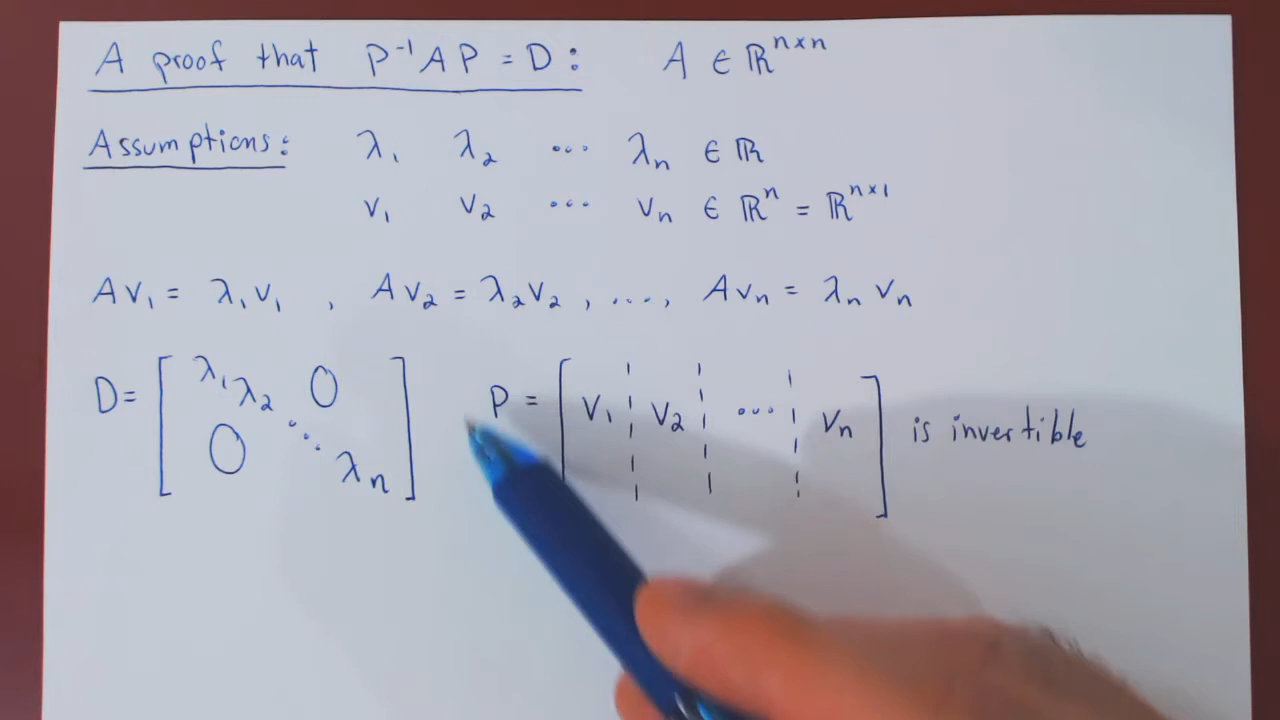 A proof that P⁻¹AP = D: A ∈ ℝⁿˣⁿ
Assumptions: λ₁ λ₂ ... λₙ ∈ ℝ
v₁ v₂ ... vₙ ∈ ℝⁿ = ℝⁿˣ¹
Av₁ = λ₁v₁ , Av₂ = λ₂v₂ , ..., Avₙ = λₙvₙ
D = [λ₁ λ₂ 0 0 ⋱ λₙ] P = [v₁ ¦ v₂ ¦ ... ¦ vₙ] is invertible